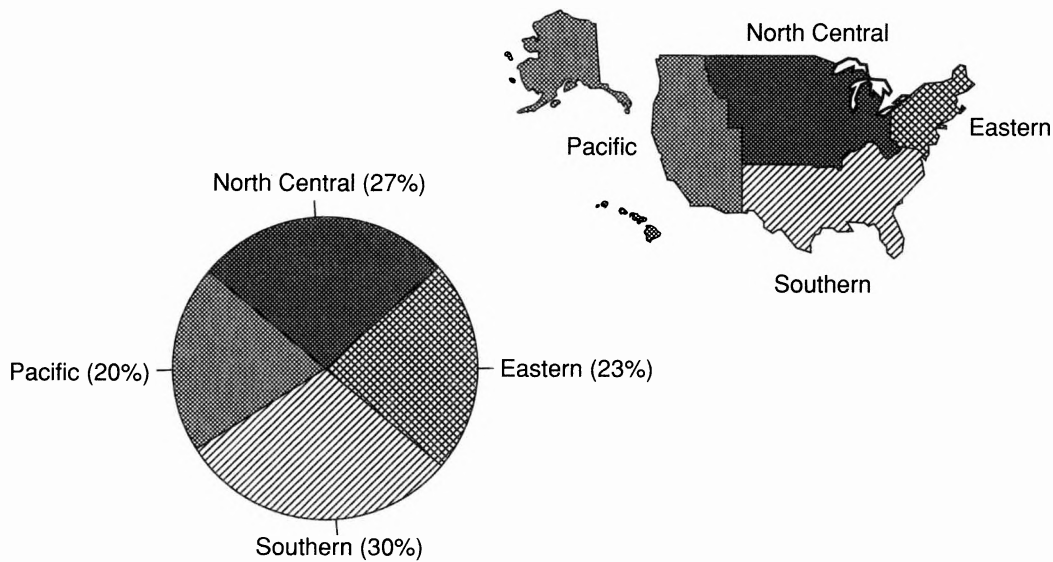 North Central
Eastern
Pacific
Southern
North Central (27%)
Pacific (20%)
Eastern (23%)
Southern (30%)